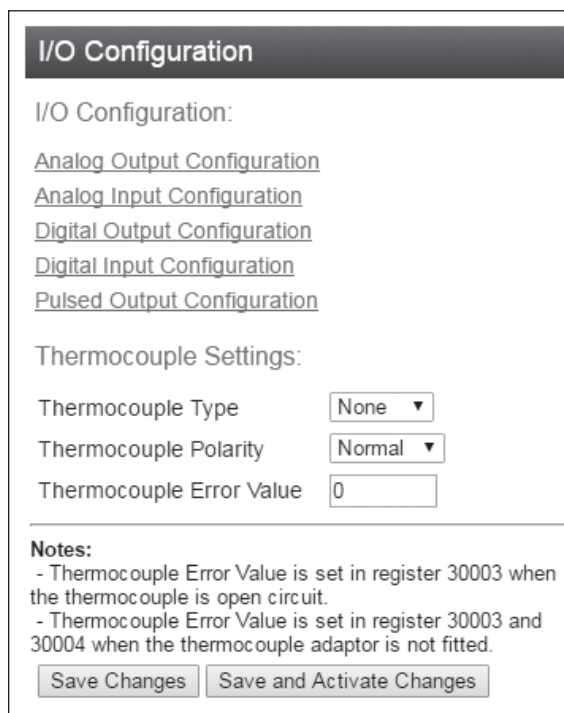 I/O Configuration
I/O Configuration:
Analog Output Configuration
Analog Input Configuration
Digital Output Configuration
Digital Input Configuration
Pulsed Output Configuration
Thermocouple Settings:
Thermocouple Type None ▼
Thermocouple Polarity Normal ▼
Thermocouple Error Value 0
Notes:
- Thermocouple Error Value is set in register 30003 when
the thermocouple is open circuit.
- Thermocouple Error Value is set in register 30003 and
30004 when the thermocouple adaptor is not fitted.
Save Changes Save and Activate Changes